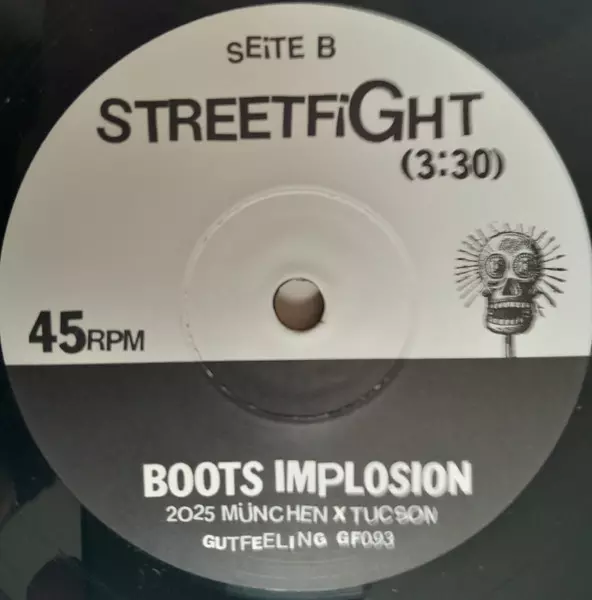 SEiTE B
STREETFiGHT
(3:30)
45RPM
BOOTS IMPLOSION
2025 MÜNCHEN X TUCSON
GUTFEELING GF093